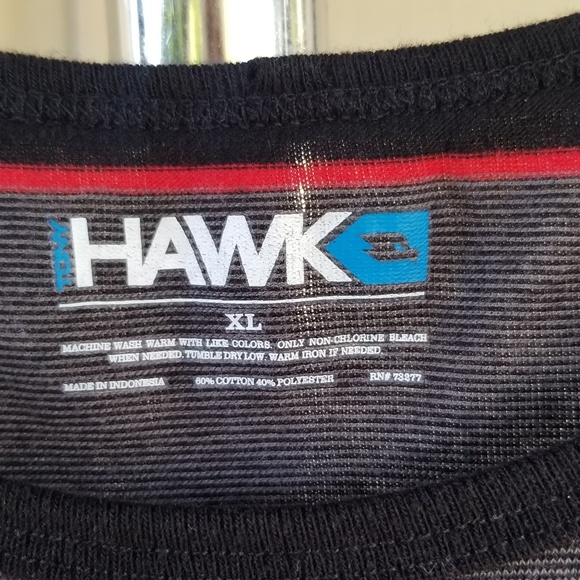 TONY HAWK
XL
MACHINE WASH WARM WITH LIKE COLORS. ONLY NON-CHLORINE BLEACH
WHEN NEEDED. TUMBLE DRY LOW. WARM IRON IF NEEDED.
MADE IN INDONESIA 60% COTTON 40% POLYESTER RN# 73277